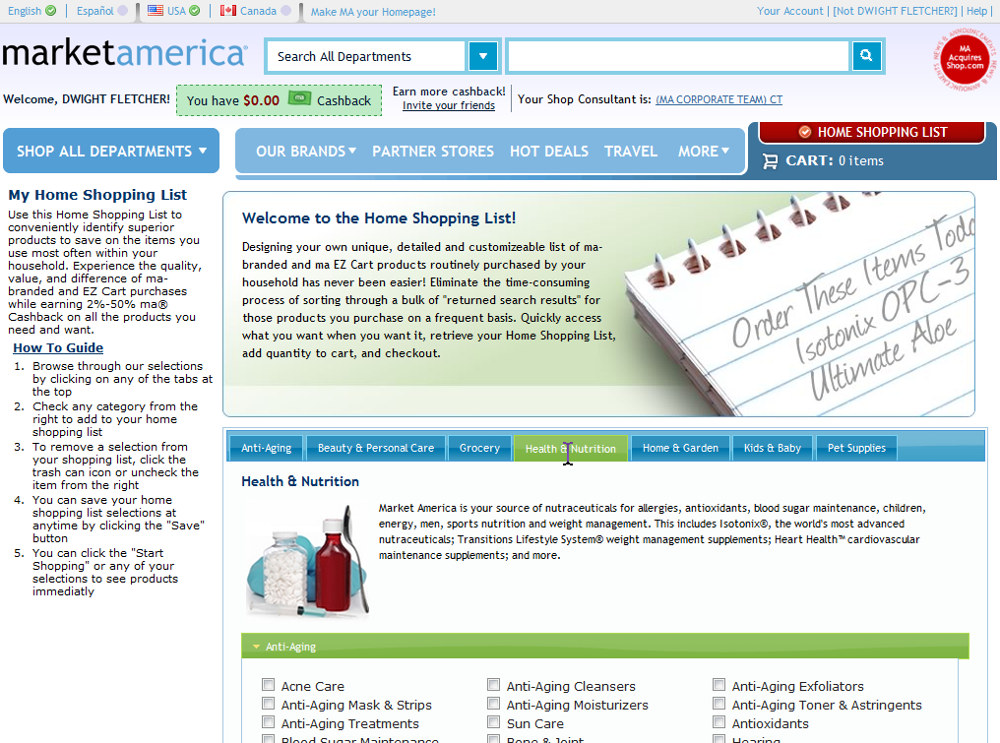 English | Español | USA | Canada | Make MA your Homepage!
Your Account | [Not DWIGHT FLETCHER?] | Help |
marketamerica®
Search All Departments
NEWS & ANNOUNCEMENTS
MA
Acquires
Shop.com
Welcome, DWIGHT FLETCHER!
You have $0.00 Cashback
Earn more cashback!
Invite your friends
Your Shop Consultant is: (MA CORPORATE TEAM) CT
SHOP ALL DEPARTMENTS
OUR BRANDS PARTNER STORES HOT DEALS TRAVEL MORE
HOME SHOPPING LIST
CART: 0 items
My Home Shopping List
Use this Home Shopping List to
conveniently identify superior
products to save on the items you
use most often within your
household. Experience the quality,
value, and difference of ma-
branded and EZ Cart purchases
while earning 2%-50% ma®
Cashback on all the products you
need and want.
How To Guide
1. Browse through our selections
by clicking on any of the tabs at
the top
2. Check any category from the
right to add to your home
shopping list
3. To remove a selection from
your shopping list, click the
trash can icon or uncheck the
item from the right
4. You can save your home
shopping list selections at
anytime by clicking the "Save"
button
5. You can click the "Start
Shopping" or any of your
selections to see products
immediatly
Welcome to the Home Shopping List!
Designing your own unique, detailed and customizeable list of ma-
branded and ma EZ Cart products routinely purchased by your
household has never been easier! Eliminate the time-consuming
process of sorting through a bulk of "returned search results" for
those products you purchase on a frequent basis. Quickly access
what you want when you want it, retrieve your Home Shopping List,
add quantity to cart, and checkout.
Order These Items
Isotonix OPC-3
Ultimate Aloe
Anti-Aging Beauty & Personal Care Grocery Health & Nutrition Home & Garden Kids & Baby Pet Supplies
Health & Nutrition
Market America is your source of nutraceuticals for allergies, antioxidants, blood sugar maintenance, children,
energy, men, sports nutrition and weight management. This includes Isotonix®, the world's most advanced
nutraceuticals; Transitions Lifestyle System® weight management supplements; Heart Health™ cardiovascular
maintenance supplements; and more.
Anti-Aging
Acne Care Anti-Aging Cleansers Anti-Aging Exfoliators
Anti-Aging Mask & Strips Anti-Aging Moisturizers Anti-Aging Toner & Astringents
Anti-Aging Treatments Sun Care Antioxidants
Blood Sugar Maintenance Bone & Joint Hearing